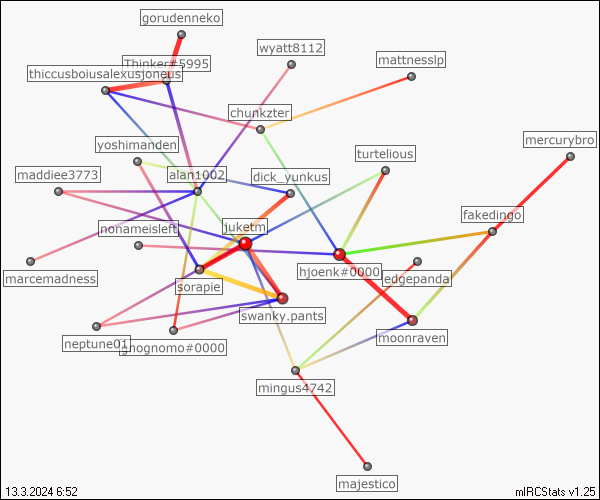 gorudenneko
wyatt8112
Thinker#5995
mattnesslp
thiccusboiusalexusjoneus
chunkzter
mercurybro
yoshimanden
turtelious
maddiee3773
alan1002
dick_yunkus
fakedingo
nonameisleft
juketm
hjoenk#0000
edgepanda
marcemadness
sorapie
swanky.pants
moonraven
neptune01
ghognomo#0000
mingus4742
majestico
13.3.2024 6:52
mIRCStats v1.25